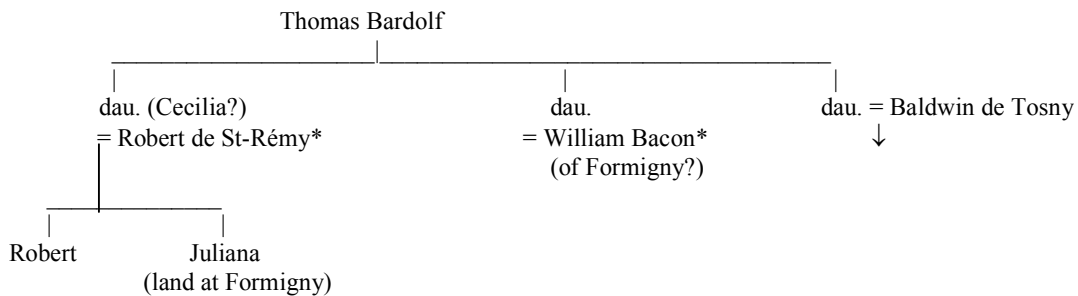 Thomas Bardolf
dau. (Cecilia?) dau. dau. = Baldwin de Tosny
= Robert de St-Rémy* = William Bacon* ↓
(of Formigny?)
Robert Juliana
(land at Formigny)